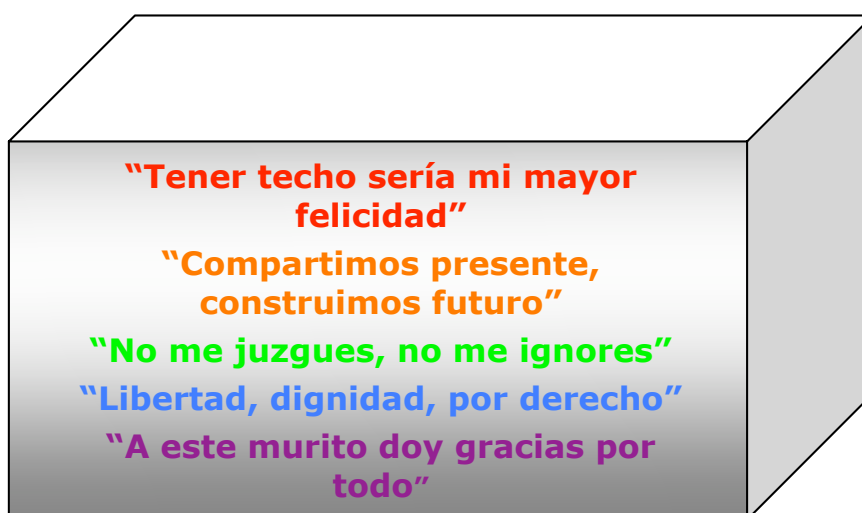 “Tener techo sería mi mayor
felicidad”
“Compartimos presente,
construimos futuro”
“No me juzgues, no me ignores”
“Libertad, dignidad, por derecho”
“A este murito doy gracias por
todo”